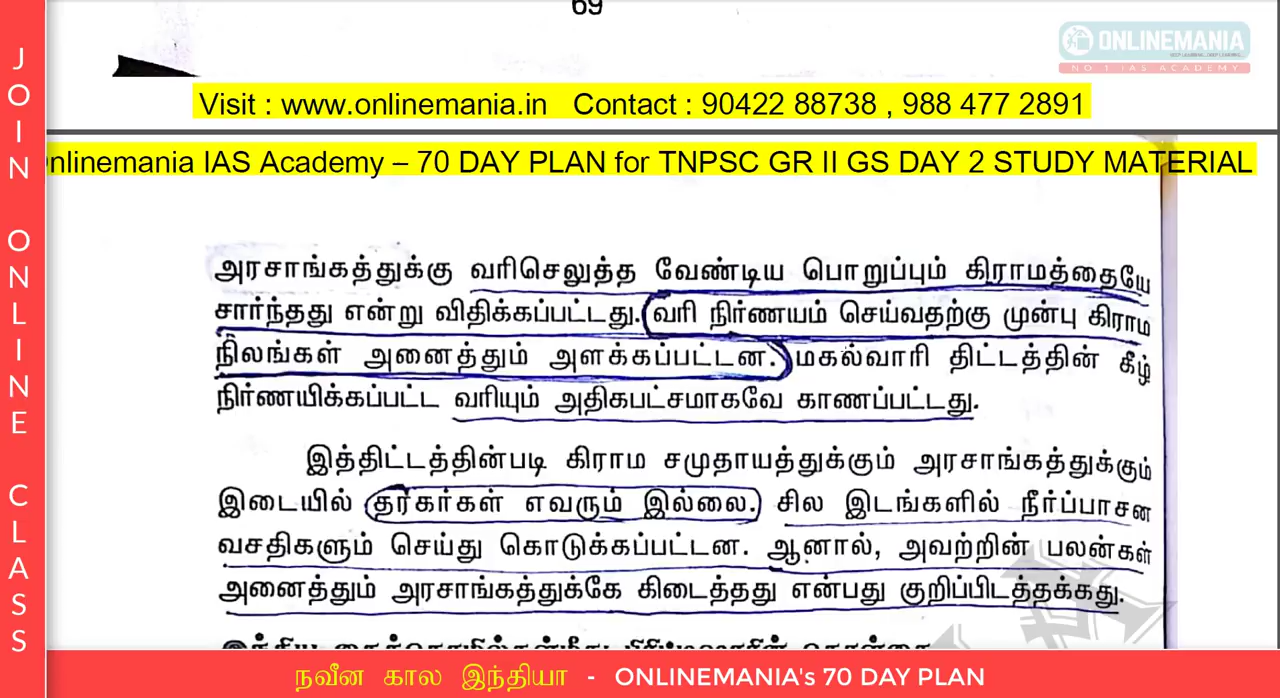 69
ONLINEMANIA
NO 1 IAS ACADEMY
Visit : www.onlinemania.in Contact : 90422 88738 , 988 477 2891
nlinemania IAS Academy – 70 DAY PLAN for TNPSC GR II GS DAY 2 STUDY MATERIAL
JOIN ONLINE CLASS
அரசாங்கத்துக்கு வரிசெலுத்த வேண்டிய பொறுப்பும் கிராமத்தையே
சார்ந்தது என்று விதிக்கப்பட்டது. வரி நிர்ணயம் செய்வதற்கு முன்பு கிராம
நிலங்கள் அனைத்தும் அளக்கப்பட்டன. மகல்வாரி திட்டத்தின் கீழ்
நிர்ணயிக்கப்பட்ட வரியும் அதிகபட்சமாகவே காணப்பட்டது.
இத்திட்டத்தின்படி கிராம சமுதாயத்துக்கும் அரசாங்கத்துக்கும்
இடையில் தரகர்கள் எவரும் இல்லை. சில இடங்களில் நீர்ப்பாசன
வசதிகளும் செய்து கொடுக்கப்பட்டன. ஆனால், அவற்றின் பலன்கள்
அனைத்தும் அரசாங்கத்துக்கே கிடைத்தது என்பது குறிப்பிடத்தக்கது.
நவீன கால இந்தியா - ONLINEMANIA's 70 DAY PLAN